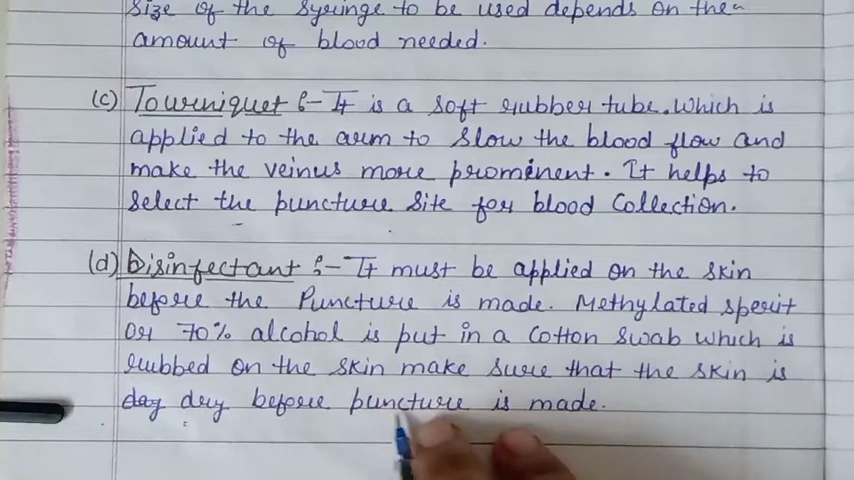 Size of the Syringe to be used depends on the
amount of blood needed.
(c) Tourniquet :- It is a soft rubber tube. Which is
applied to the arm to slow the blood flow and
make the veinus more prominent. It helps to
Select the puncture Site for blood Collection.
(d) Disinfectant :- It must be applied on the skin
before the Puncture is made. Methylated sperit
or 70% alcohol is put in a cotton swab which is
rubbed on the skin make sure that the skin is
day dry before puncture is made.